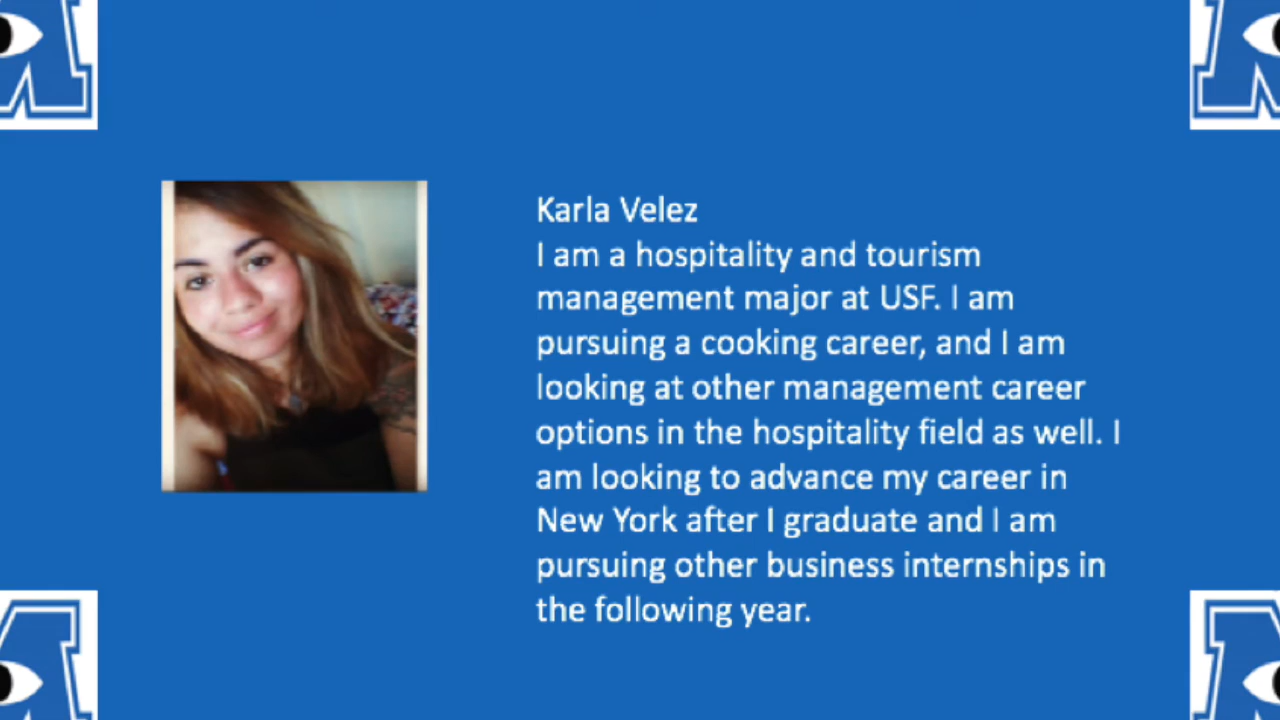 Karla Velez
I am a hospitality and tourism
management major at USF. I am
pursuing a cooking career, and I am
looking at other management career
options in the hospitality field as well. I
am looking to advance my career in
New York after I graduate and I am
pursuing other business internships in
the following year.